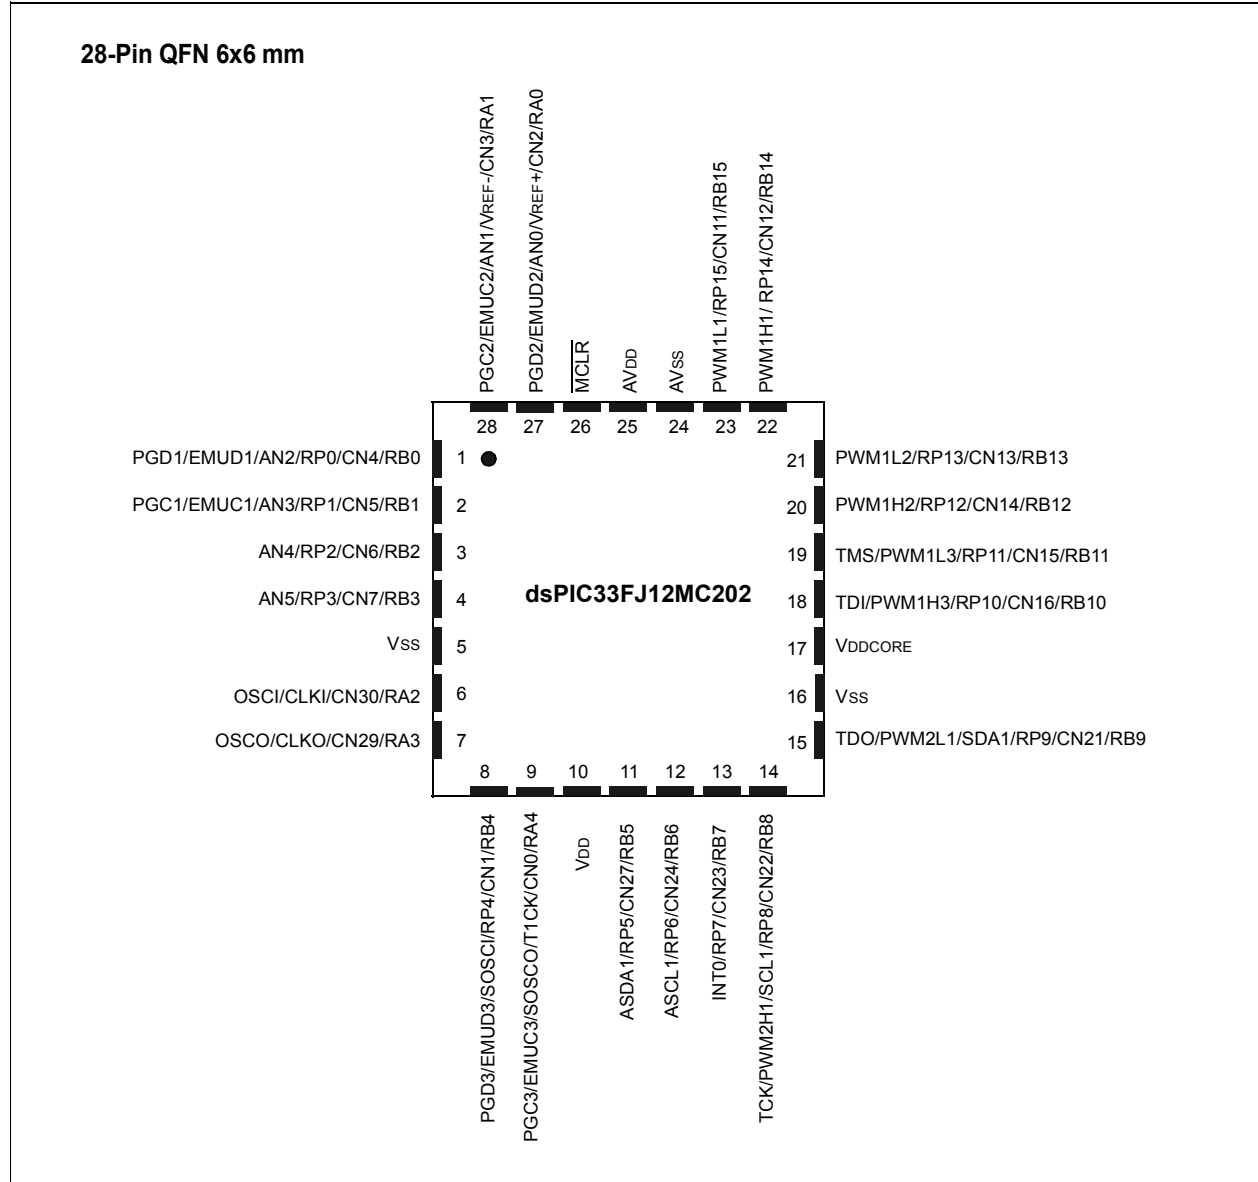 28-Pin QFN 6x6 mm
PGC2/EMUC2/AN1/VREF-/CN3/RA1
PGD2/EMUD2/AN0/VREF+/CN2/RA0
MCLR
AVDD
AVSS
PWM1L1/RP15/CN11/RB15
PWM1H1/ RP14/CN12/RB14
28 27 26 25 24 23 22
PGD1/EMUD1/AN2/RP0/CN4/RB0 1
PGC1/EMUC1/AN3/RP1/CN5/RB1 2
AN4/RP2/CN6/RB2 3
AN5/RP3/CN7/RB3 4
VSS 5
OSCI/CLKI/CN30/RA2 6
OSCO/CLKO/CN29/RA3 7
dsPIC33FJ12MC202
21 PWM1L2/RP13/CN13/RB13
20 PWM1H2/RP12/CN14/RB12
19 TMS/PWM1L3/RP11/CN15/RB11
18 TDI/PWM1H3/RP10/CN16/RB10
17 VDDCORE
16 VSS
15 TDO/PWM2L1/SDA1/RP9/CN21/RB9
8 9 10 11 12 13 14
PGD3/EMUD3/SOSCI/RP4/CN1/RB4
PGC3/EMUC3/SOSCO/T1CK/CN0/RA4
VDD
ASDA1/RP5/CN27/RB5
ASCL1/RP6/CN24/RB6
INT0/RP7/CN23/RB7
TCK/PWM2H1/SCL1/RP8/CN22/RB8